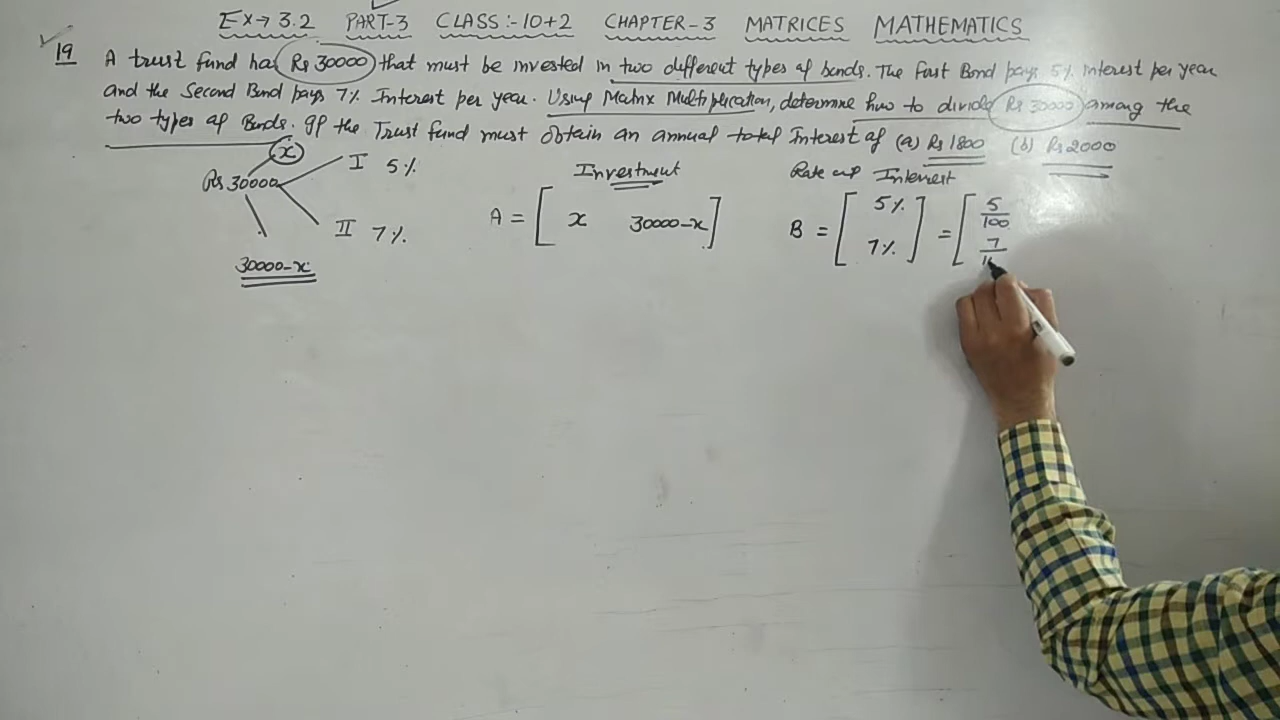 Ex→ 3.2 PART-3 CLASS:-10+2 CHAPTER-3 MATRICES MATHEMATICS
19 A trust fund has Rs 30000 that must be invested in two different types of bonds. The First Bond pays 5% interest per year
and the Second Bond pays 7% Interest per year. Using Matrix Multiplication, determine how to divide Rs 30000 among the
two types of Bonds. If the Trust fund must obtain an annual total Interest of (a) Rs 1800 (b) Rs 2000
x
Rs 30000
I 5%
II 7%
30000-x
Investment
A = [ x 30000-x ]
Rate of Interest
B = [ 5% 7% ] = [ 5/100 7/